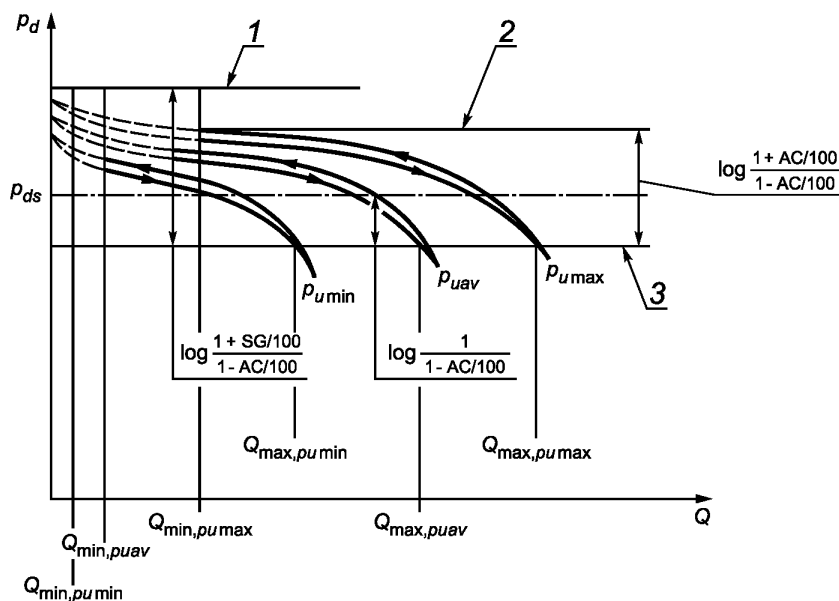 p_d
1
2
log (1 + AC/100)/(1 - AC/100)
p_ds
p_u min
p_uav
p_u max
3
log (1 + SG/100)/(1 - AC/100)
log 1/(1 - AC/100)
Q_max,pu min
Q_max,pu max
Q_min,pu max
Q_max,puav
Q
Q_min,puav
Q_min,pu min